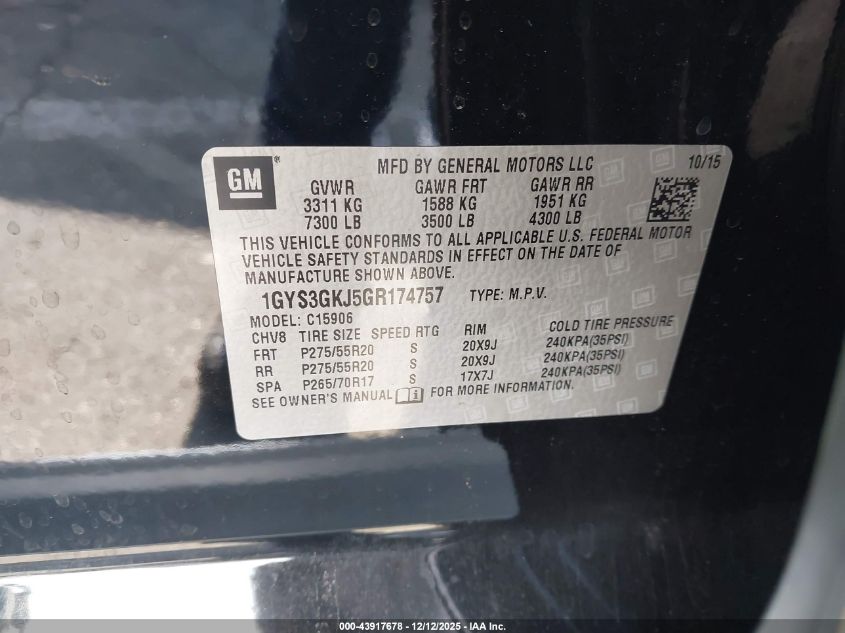 GM
MFD BY GENERAL MOTORS LLC 10/15
GVWR GAWR FRT GAWR RR
3311 KG 1588 KG 1951 KG
7300 LB 3500 LB 4300 LB
THIS VEHICLE CONFORMS TO ALL APPLICABLE U.S. FEDERAL MOTOR
VEHICLE SAFETY STANDARDS IN EFFECT ON THE DATE OF
MANUFACTURE SHOWN ABOVE.
1GYS3GKJ5GR174757 TYPE: M.P.V.
MODEL: C15906
CHV8 TIRE SIZE SPEED RTG RIM COLD TIRE PRESSURE
FRT P275/55R20 S 20X9J 240KPA(35PSI)
RR P275/55R20 S 20X9J 240KPA(35PSI)
SPA P265/70R17 S 17X7J 240KPA(35PSI)
SEE OWNER'S MANUAL FOR MORE INFORMATION.
000-43917678 - 12/12/2025 - IAA Inc.